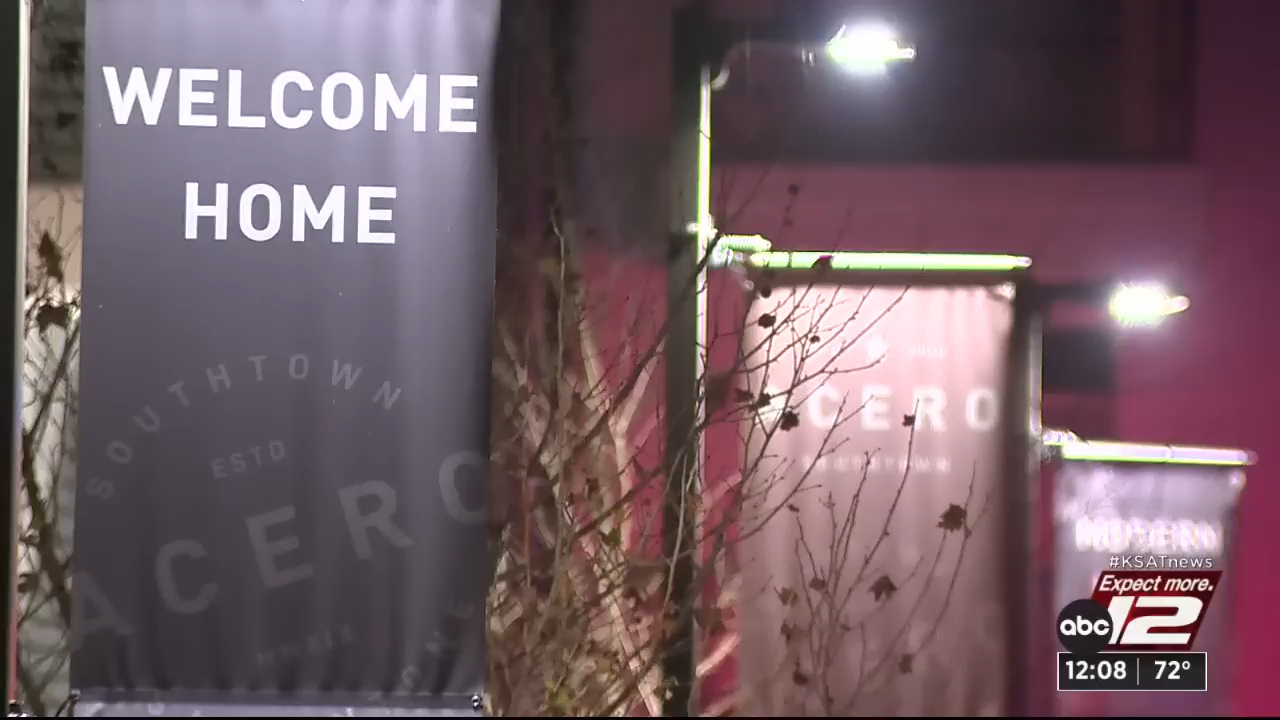 WELCOME
HOME
SOUTHTOWN
ESTD
ACERO
ACERO
SOUTHTOWN
#KSATnews
Expect more.
abc 12
12:08 | 72°